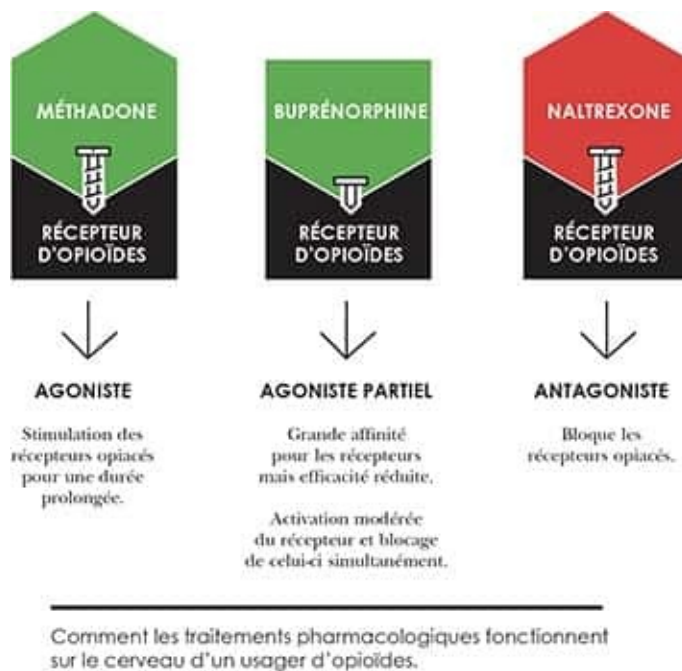 MÉTHADONE
RÉCEPTEUR
D'OPIOÏDES
AGONISTE
Stimulation des
récepteurs opiacés
pour une durée
prolongée.
BUPRÉNORPHINE
RÉCEPTEUR
D'OPIOÏDES
AGONISTE PARTIEL
Grande affinité
pour les récepteurs
mais efficacité réduite.
Activation modérée
du récepteur et blocage
de celui-ci simultanément.
NALTREXONE
RÉCEPTEUR
D'OPIOÏDES
ANTAGONISTE
Bloque les
récepteurs opiacés.
Comment les traitements pharmacologiques fonctionnent
sur le cerveau d'un usager d'opioïdes.